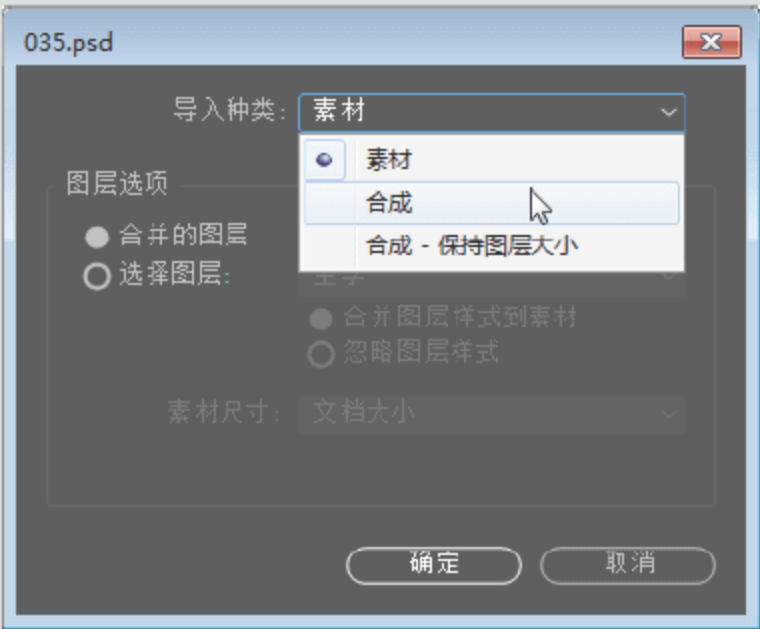 035.psd
导入种类: 素材
素材
图层选项
合成
合并的图层
合成 - 保持图层大小
选择图层:
合并图层样式到素材
忽略图层样式
素材尺寸: 文档大小
确定 取消